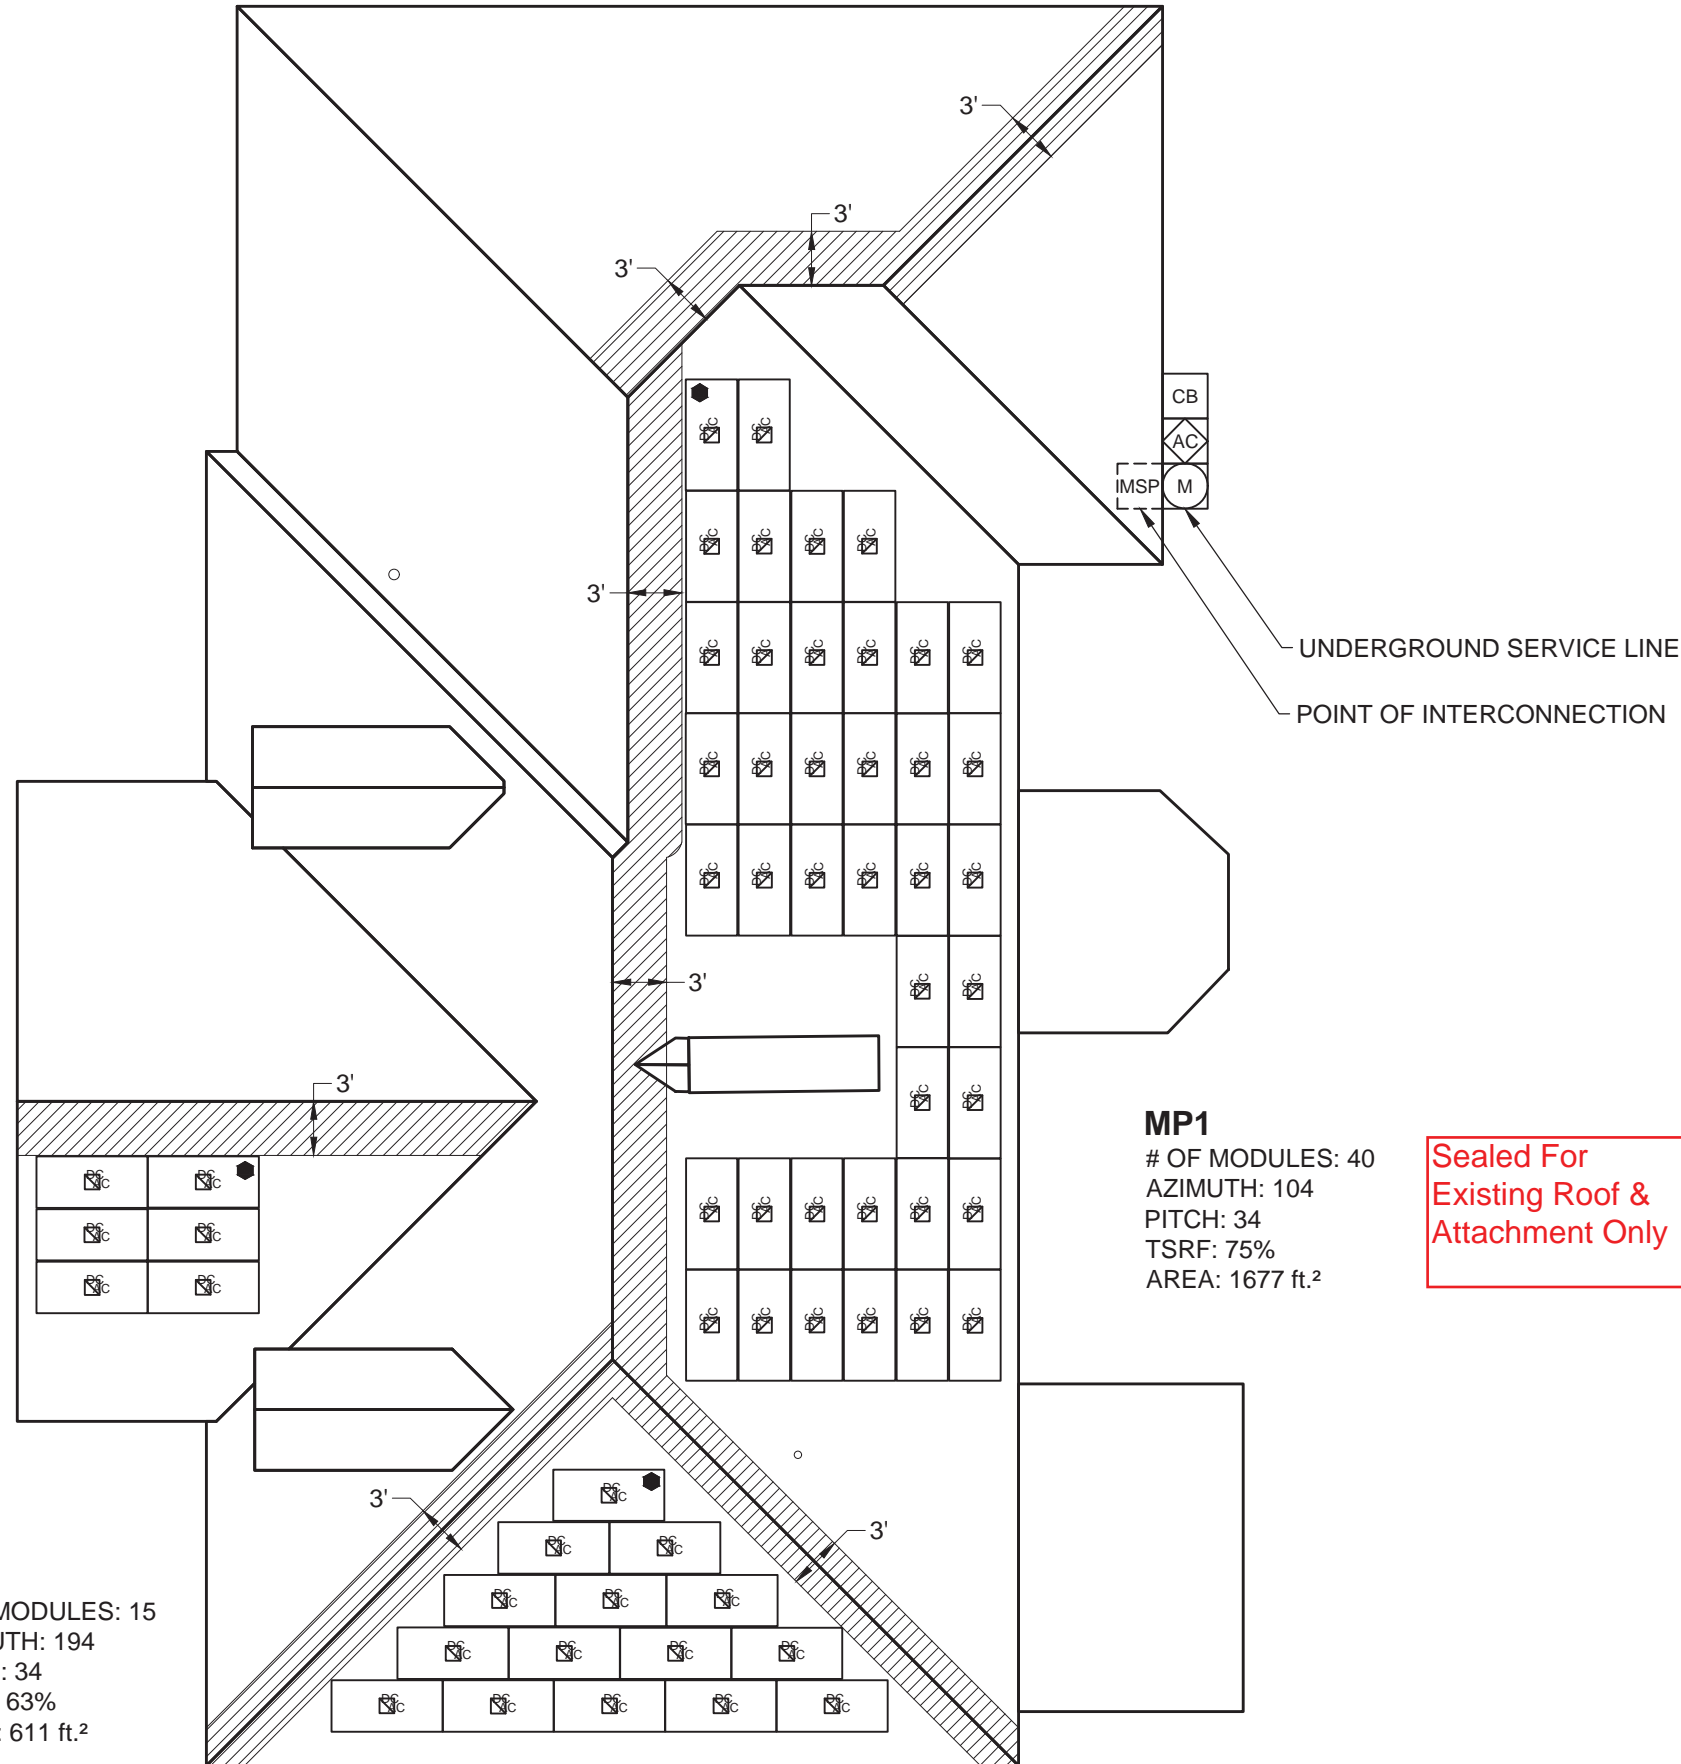 3'
3'
3'
CB
AC
MSP
M
3'
UNDERGROUND SERVICE LINE
POINT OF INTERCONNECTION
3'
3'
MP1
# OF MODULES: 40
AZIMUTH: 104
PITCH: 34
TSRF: 75%
AREA: 1677 ft.²
Sealed For
Existing Roof &
Attachment Only
3'
3'
MODULES: 15
UTH: 194
: 34
63%
: 611 ft.²